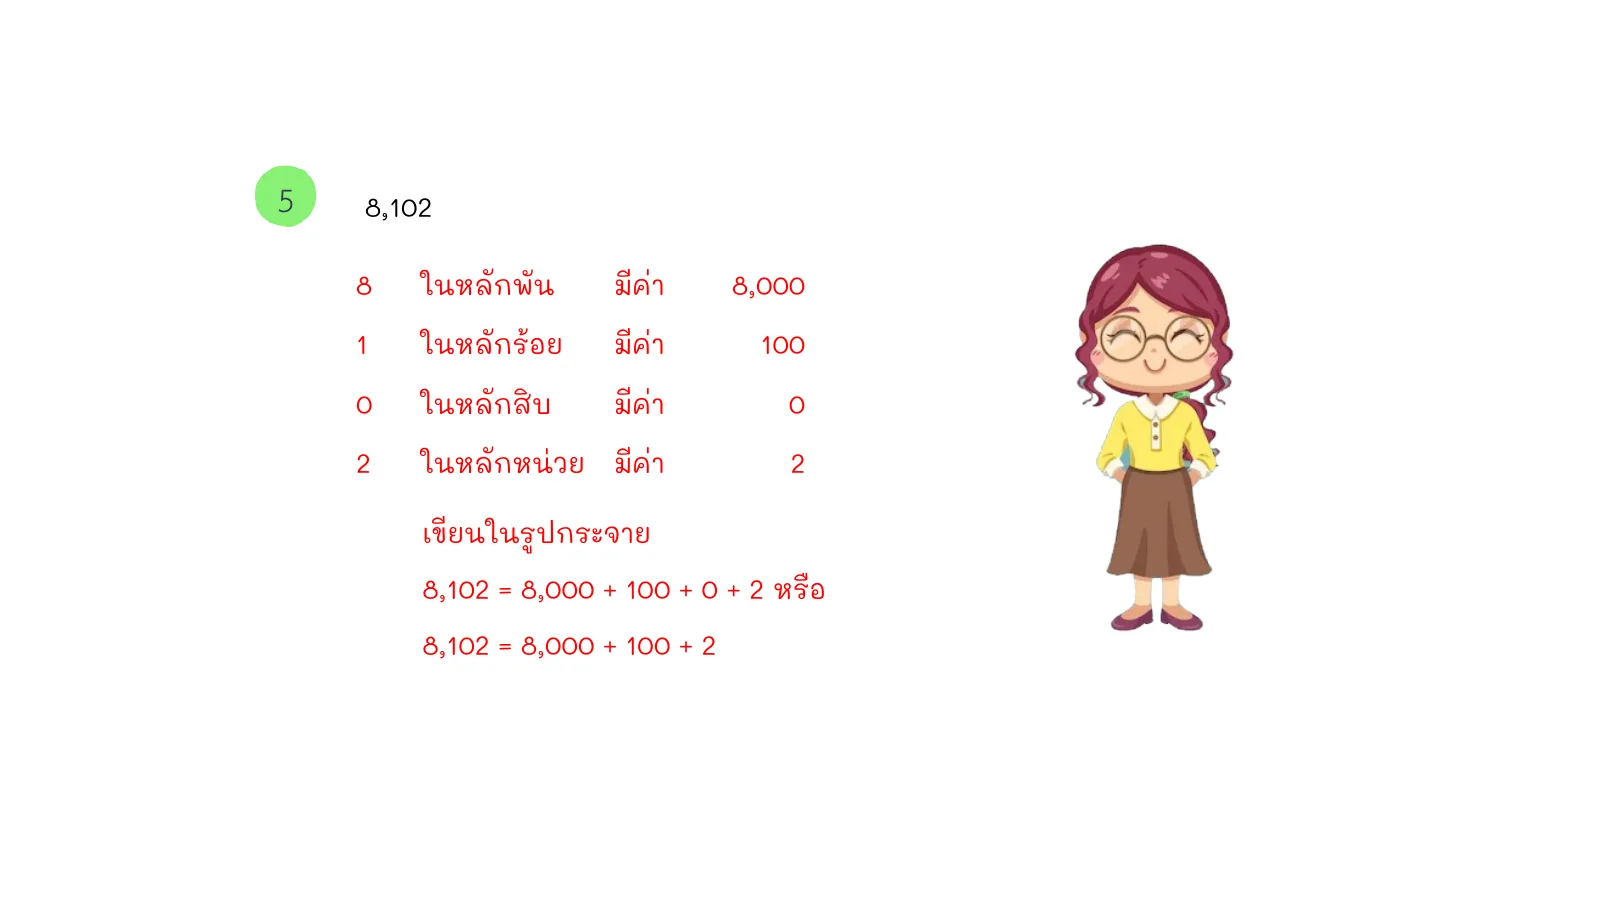 5 8,102
8 ในหลักพัน มีค่า 8,000
1 ในหลักร้อย มีค่า 100
0 ในหลักสิบ มีค่า 0
2 ในหลักหน่วย มีค่า 2
เขียนในรูปกระจาย
8,102 = 8,000 + 100 + 0 + 2 หรือ
8,102 = 8,000 + 100 + 2